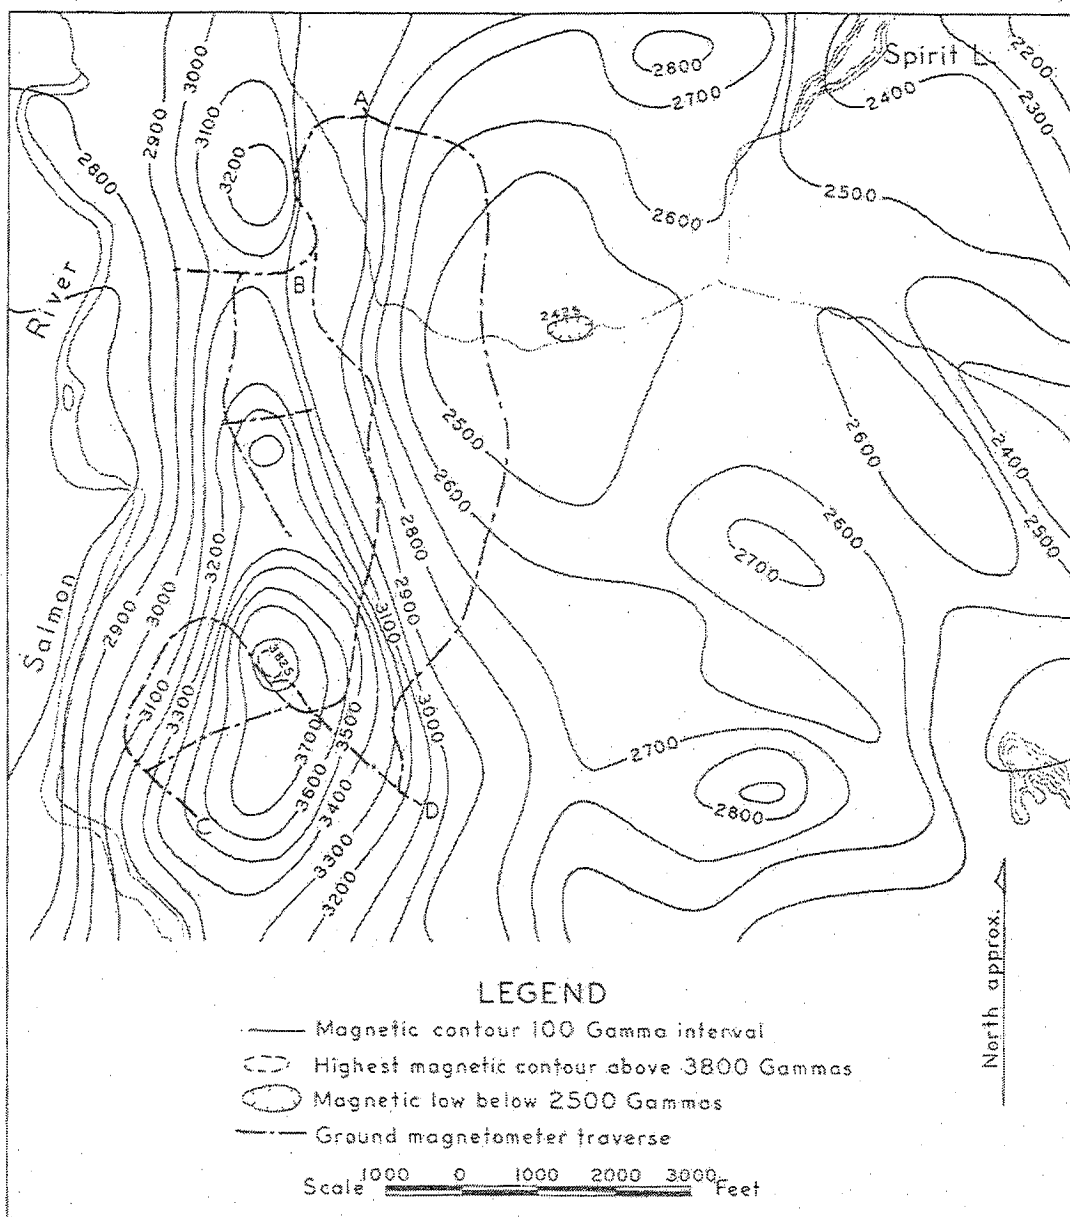 3000
3100
2900
2800
3200
A
2800
2700
Spirit L.
2400
2200
2300
2500
2600
River
B
2425
2500
2600
2600
2400
2500
2800
2900
3100
3000
2600
2700
3200
3000
2900
Salmon
3825
3100
3300
3700
3500
3600
3400
3300
3200
C
D
2700
2800
North approx.
LEGEND
Magnetic contour 100 Gamma interval
Highest magnetic contour above 3800 Gammas
Magnetic low below 2500 Gammas
Ground magnetometer traverse
Scale 1000 0 1000 2000 3000 Feet